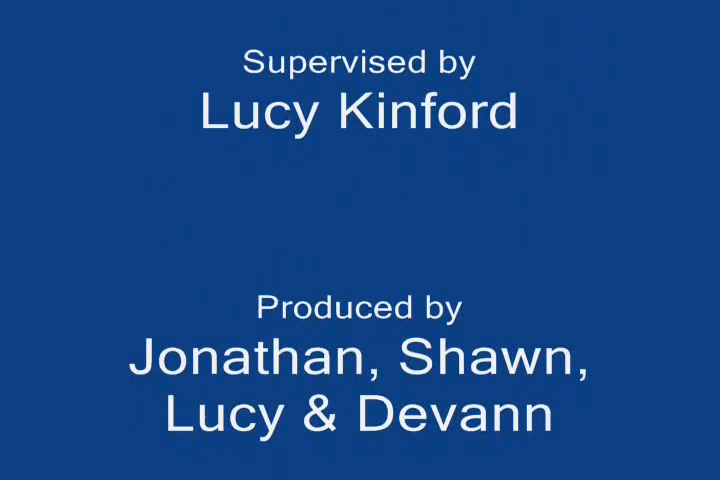 Supervised by
Lucy Kinford
Produced by
Jonathan, Shawn,
Lucy & Devann